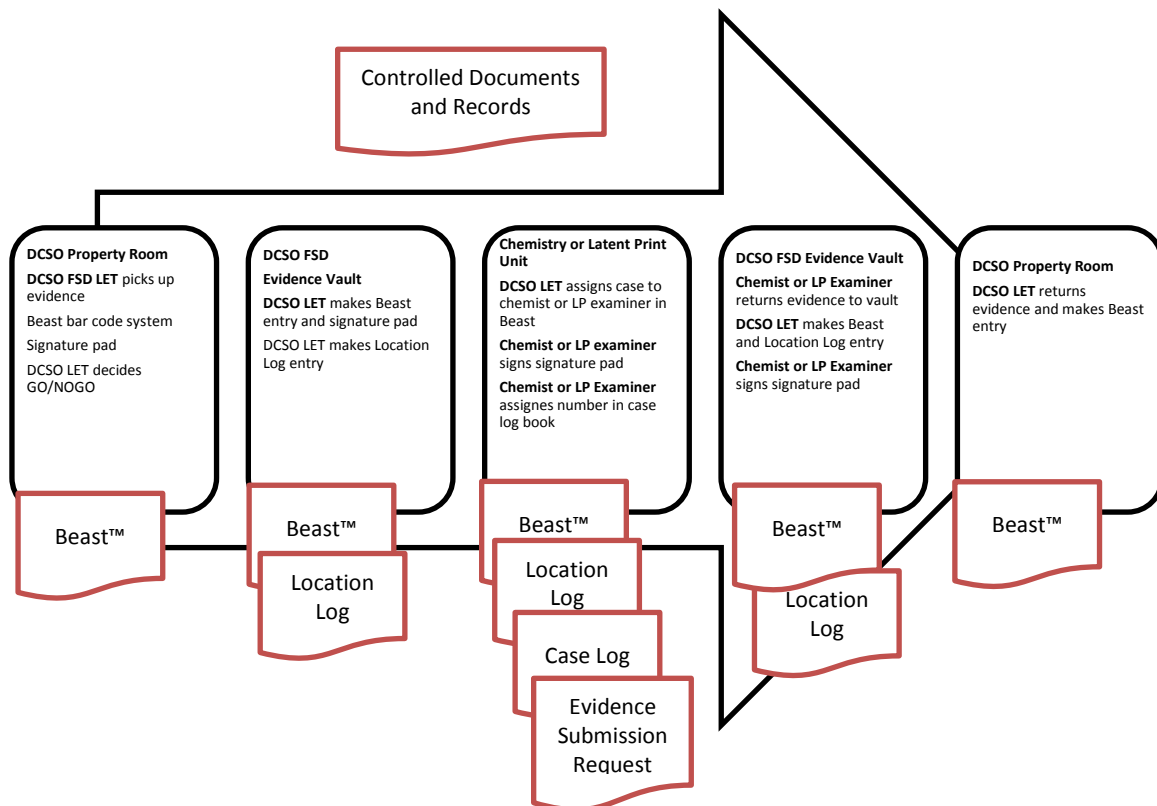 Controlled Documents
and Records
DCSO Property Room
DCSO FSD LET picks up
evidence
Beast bar code system
Signature pad
DCSO LET decides
GO/NOGO
Beast™
DCSO FSD
Evidence Vault
DCSO LET makes Beast
entry and signature pad
DCSO LET makes Location
Log entry
Beast™
Location
Log
Chemistry or Latent Print
Unit
DCSO LET assigns case to
chemist or LP examiner in
Beast
Chemist or LP examiner
signs signature pad
Chemist or LP Examiner
assignes number in case
log book
Beast™
Location
Log
Case Log
Evidence
Submission
Request
DCSO FSD Evidence Vault
Chemist or LP Examiner
returns evidence to vault
DCSO LET makes Beast
and Location Log entry
Chemist or LP Examiner
signs signature pad
Beast™
Location
Log
DCSO Property Room
DCSO LET returns
evidence and makes Beast
entry
Beast™